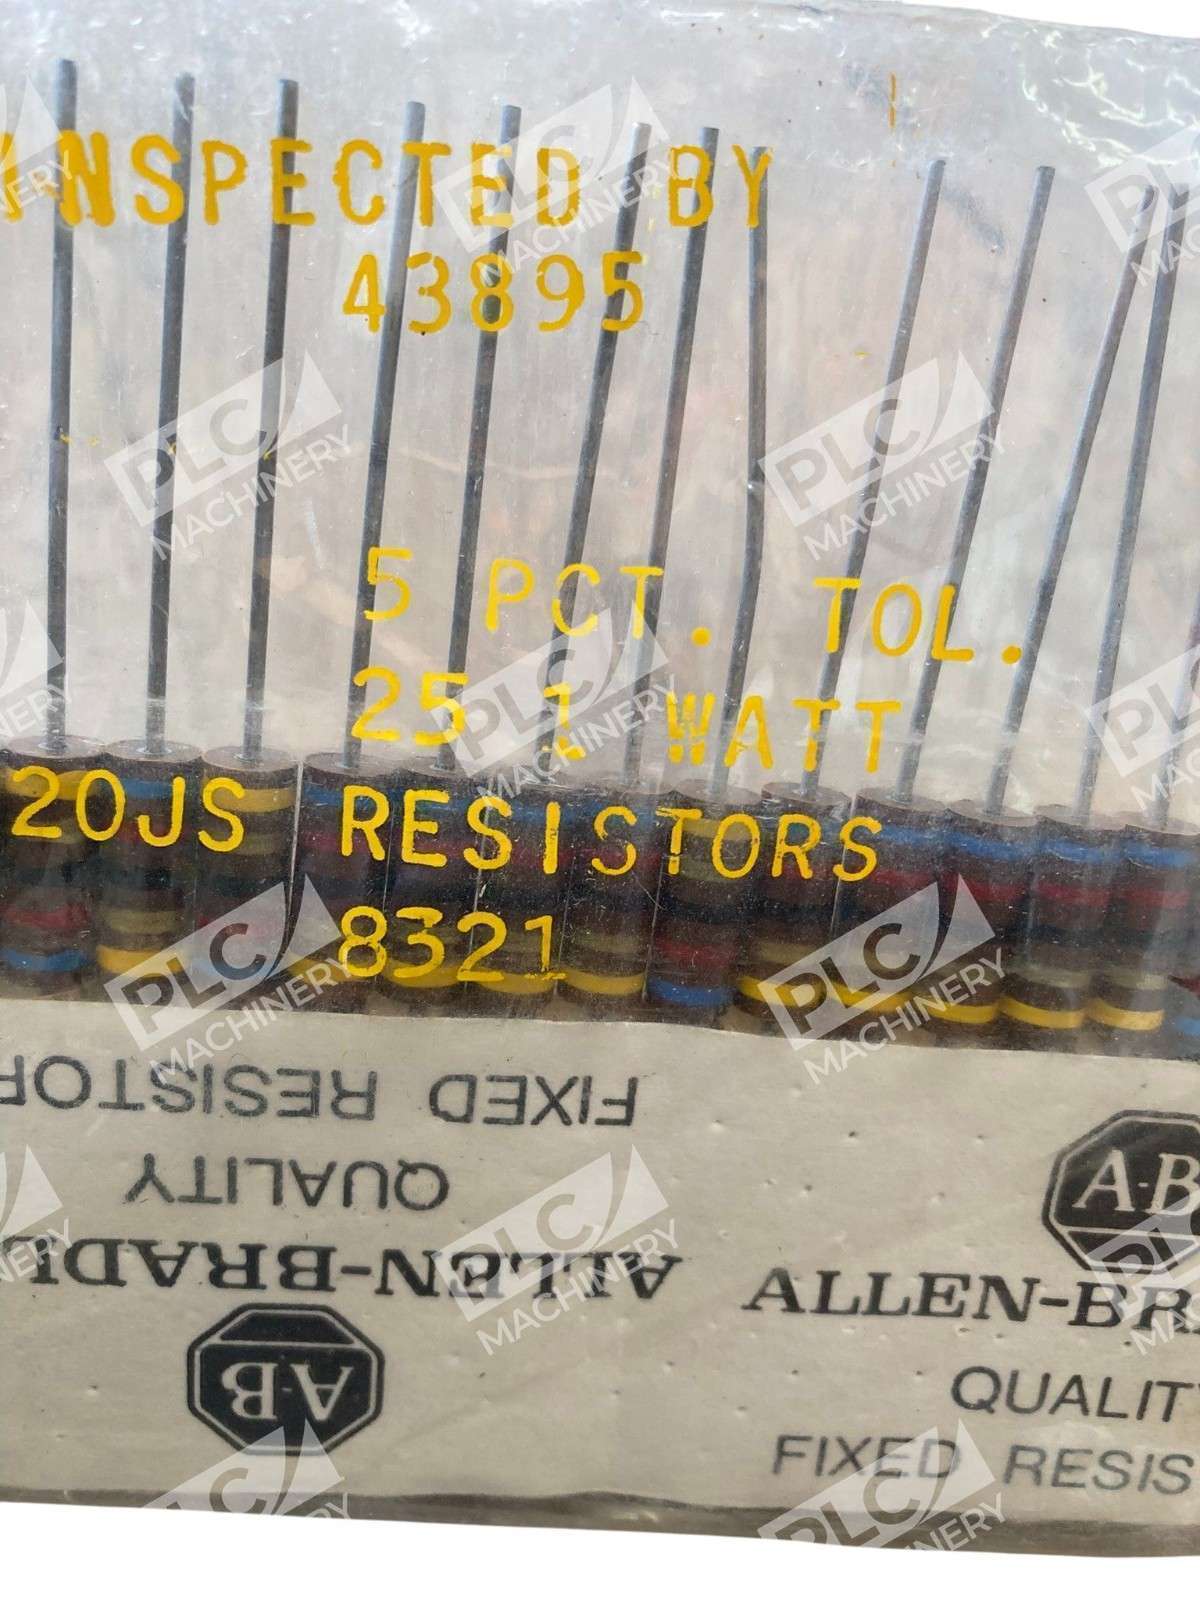 INSPECTED BY
43895
5 PCT. TOL.
25 1 WATT
20JS RESISTORS
8321
FIXED RESISTOR
QUALITY
ALLEN-BRADL
A-B
A-B
ALLEN-BR
QUALITY
FIXED RESIS
PLC MACHINERY